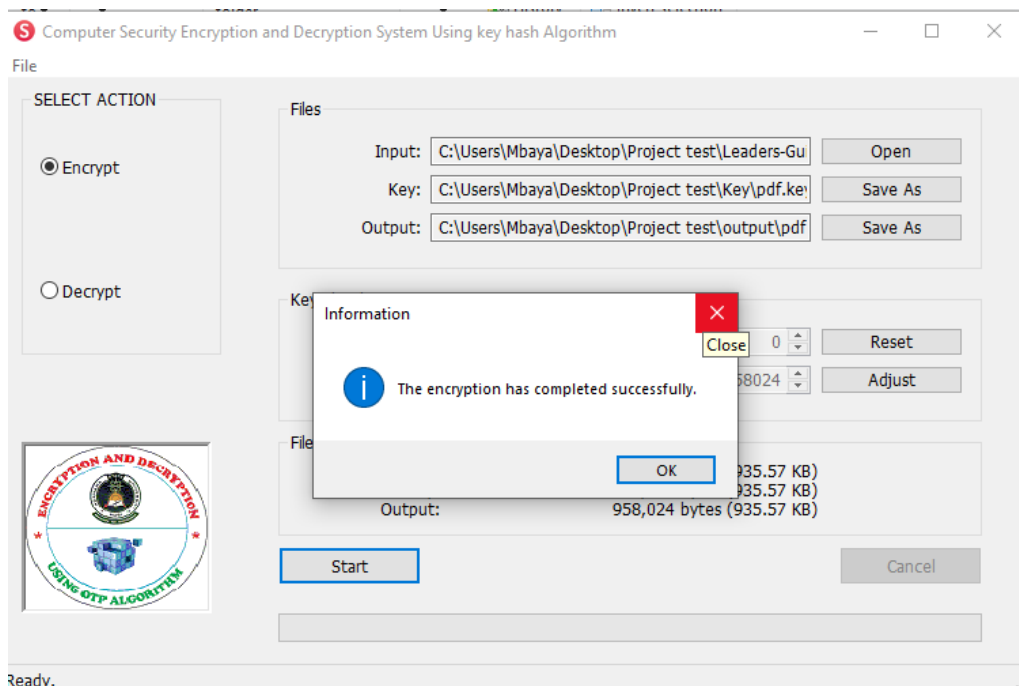 Computer Security Encryption and Decryption System Using key hash Algorithm
File
SELECT ACTION
Encrypt
Decrypt
Files
Input: C:\Users\Mbaya\Desktop\Project test\Leaders-Gui Open
Key: C:\Users\Mbaya\Desktop\Project test\Key\pdf.key Save As
Output: C:\Users\Mbaya\Desktop\Project test\output\pdf Save As
Key
Information
Close
0 Reset
58024 Adjust
The encryption has completed successfully.
OK
File
935.57 KB)
935.57 KB)
Output: 958,024 bytes (935.57 KB)
ENCRYPTION AND DECRYPTION
USING OTP ALGORITHM
Start Cancel
Ready.